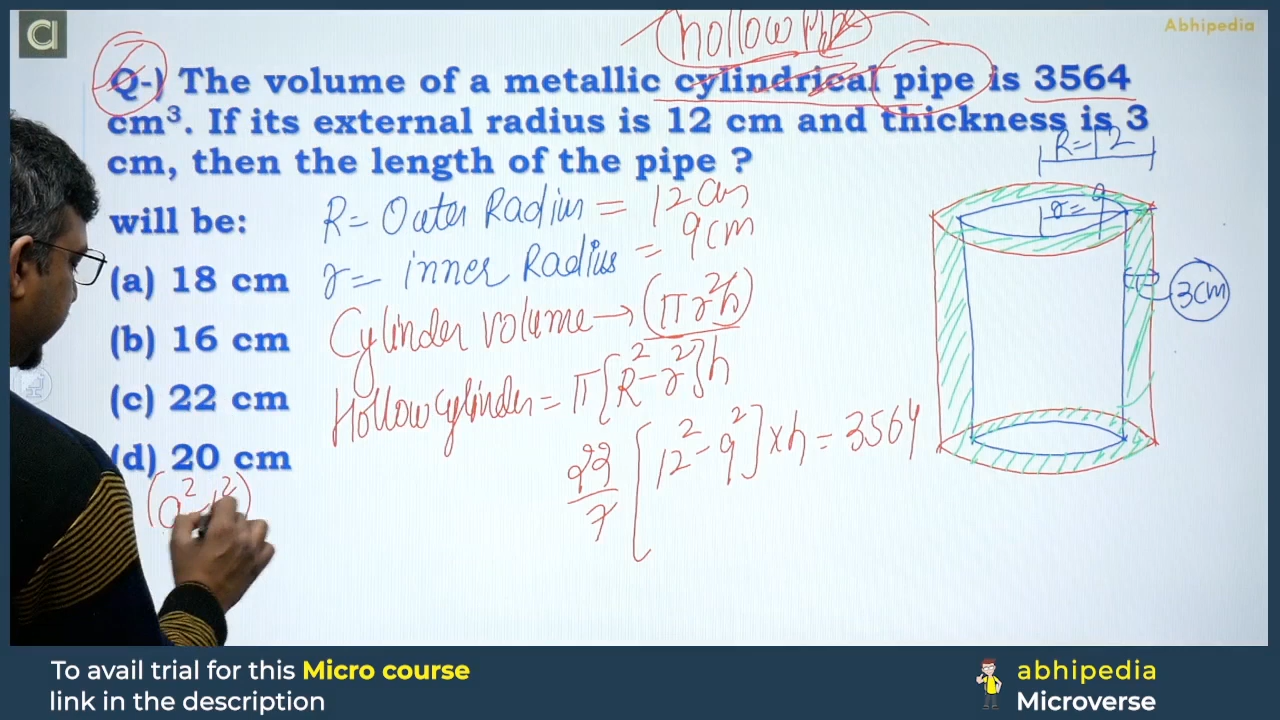 Abhipedia
(hollow pipe)
Q-) The volume of a metallic cylindrical pipe is 3564
cm³. If its external radius is 12 cm and thickness is 3
cm, then the length of the pipe ?
will be:
(a) 18 cm
(b) 16 cm
(c) 22 cm
(d) 20 cm
R = Outer Radius = 12 cm
r = inner Radius = 9 cm
Cylinder volume → (πr²h)
Hollow cylinder = π[R² - r²]h
22/7 [12² - 9²] × h = 3564
R = 12
r = 9
3 cm
To avail trial for this Micro course
link in the description
abhipedia
Microverse